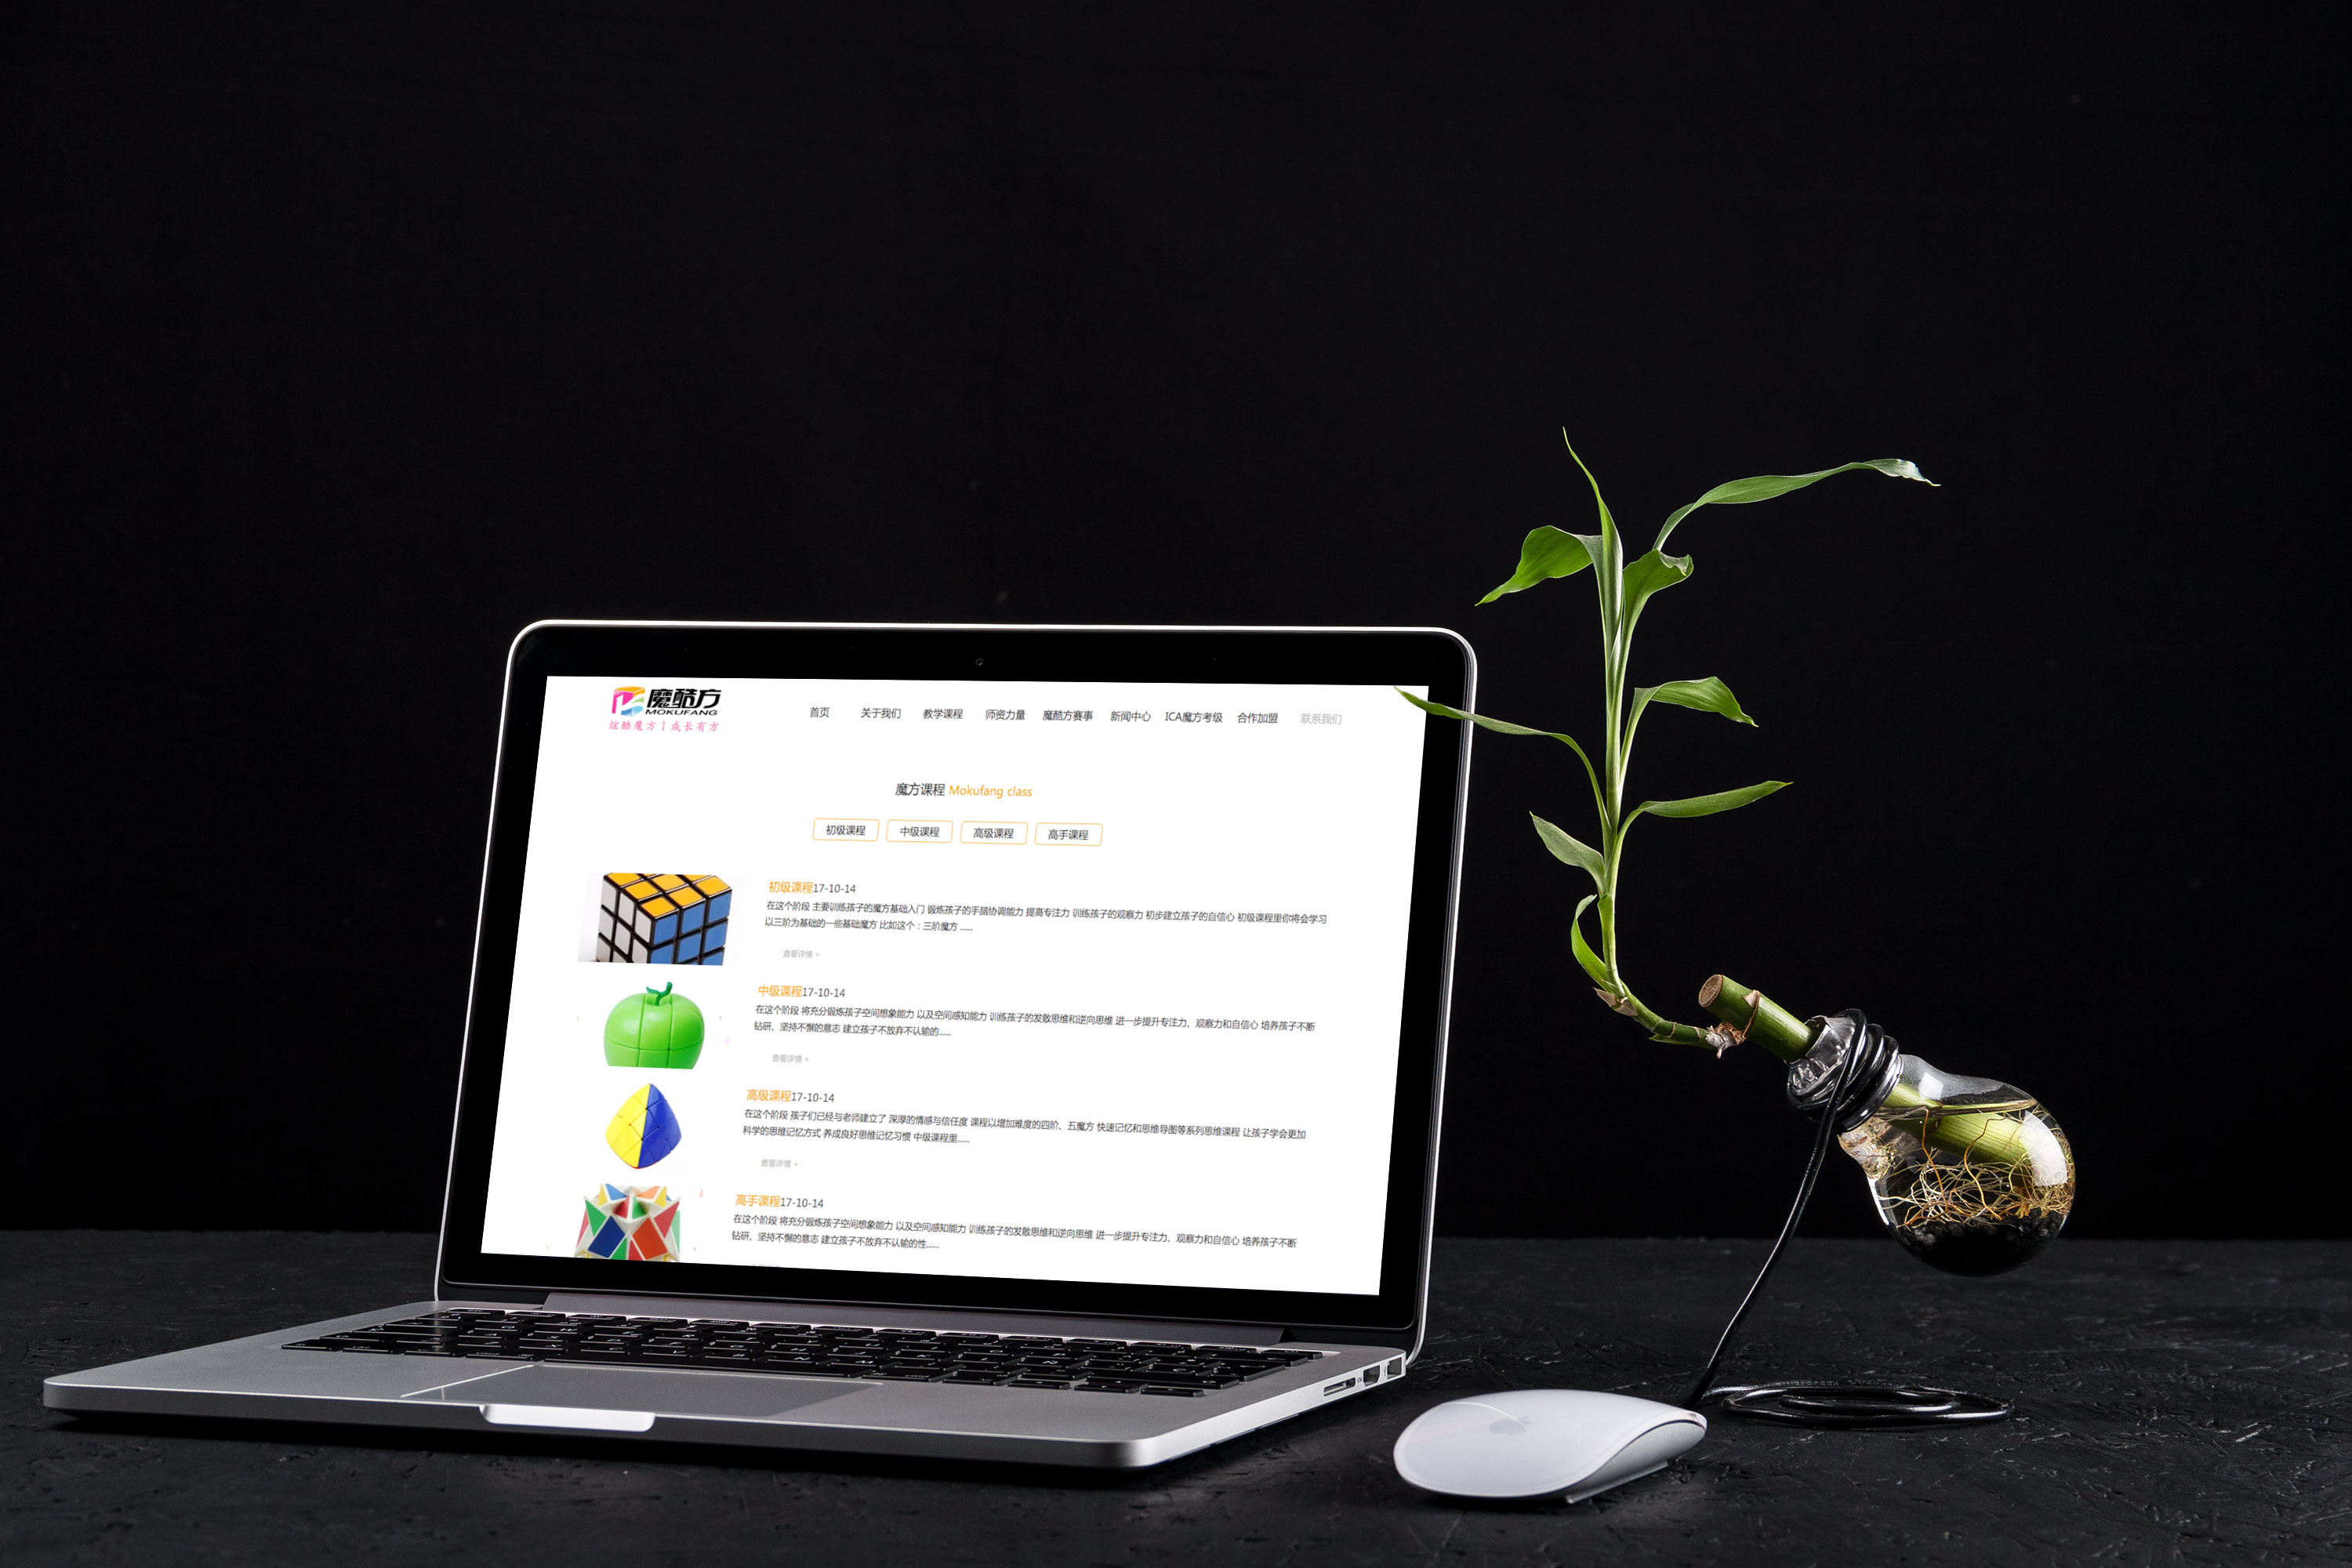 魔酷方
MOKUFANG
炫酷魔方丨成长有方
首页 关于我们 教学课程 师资力量 魔酷方赛事 新闻中心 ICA魔方考级 合作加盟 联系我们
魔方课程 Mokufang class
初级课程 中级课程 高级课程 高手课程
初级课程17-10-14
在这个阶段 主要训练孩子的魔方基础入门 锻炼孩子的手脑协调能力 提高专注力 训练孩子的观察力 初步建立孩子的自信心 初级课程里你将会学习
以三阶为基础的一些基础魔方 比如这个：三阶魔方 ......
查看详情 +
中级课程17-10-14
在这个阶段 将充分锻炼孩子空间想象能力 以及空间感知能力 训练孩子的发散思维和逆向思维 进一步提升专注力、观察力和自信心 培养孩子不断
钻研、坚持不懈的意志 建立孩子不放弃不认输的......
查看详情 +
高级课程17-10-14
在这个阶段 孩子们已经与老师建立了 深厚的情感与信任度 课程以增加难度的四阶、五魔方 快速记忆和思维导图等系列思维课程 让孩子学会更加
科学的思维记忆方式 养成良好思维记忆习惯 中级课程里......
查看详情 +
高手课程17-10-14
在这个阶段 将充分锻炼孩子空间想象能力 以及空间感知能力 训练孩子的发散思维和逆向思维 进一步提升专注力、观察力和自信心 培养孩子不断
钻研、坚持不懈的意志 建立孩子不放弃不认输的性......